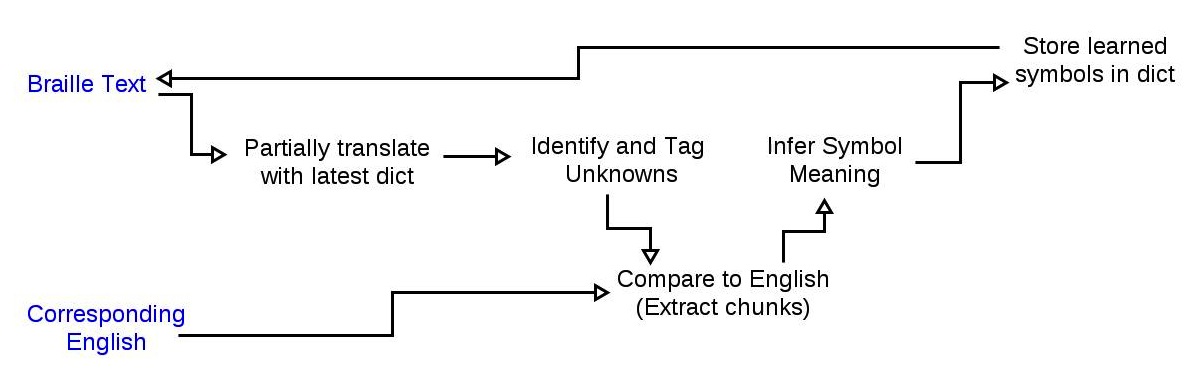 Store learned
symbols in dict
Braille Text
Partially translate
with latest dict
Identify and Tag
Unknowns
Infer Symbol
Meaning
Compare to English
(Extract chunks)
Corresponding
English